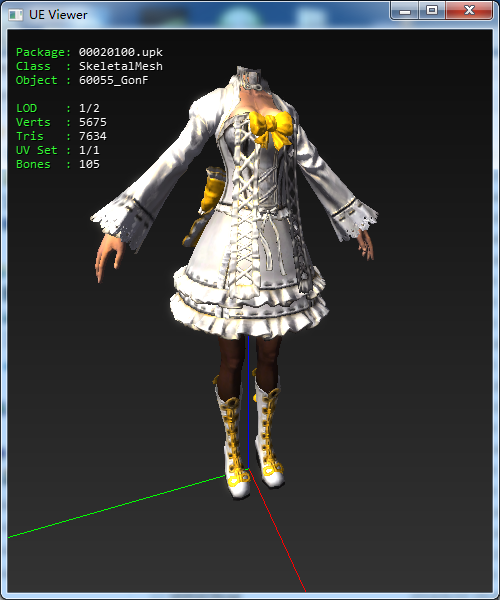 UE Viewer
Package: 00020100.upk
Class : SkeletalMesh
Object : 60055_GonF
LOD : 1/2
Verts : 5675
Tris : 7634
UV Set : 1/1
Bones : 105